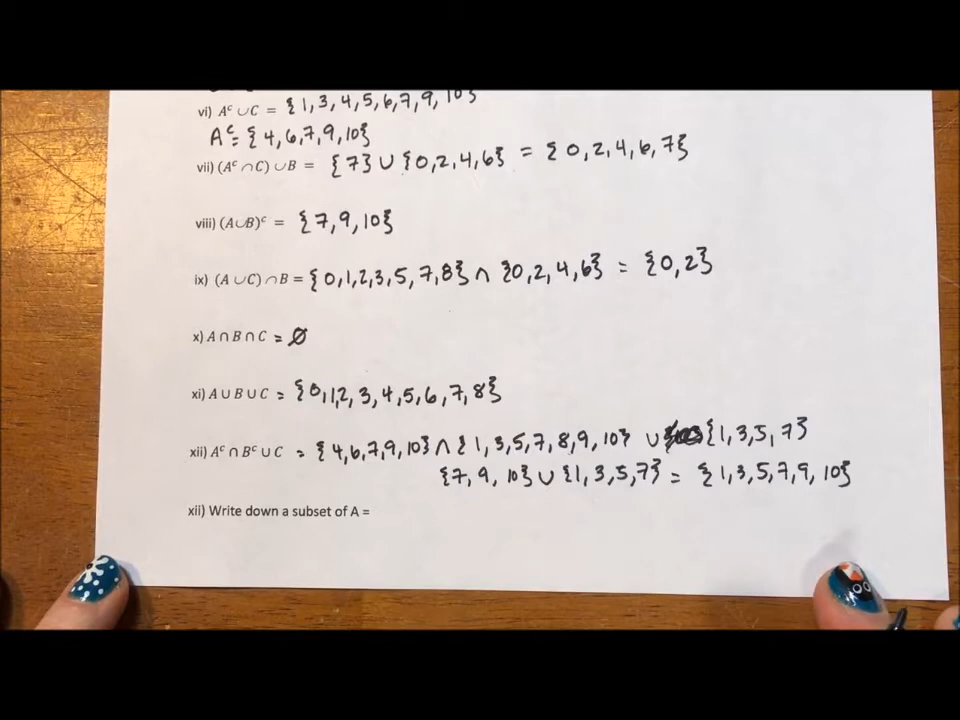 vi) Aᶜ ∪ C = {1,3,4,5,6,7,9,10}
Aᶜ = {4,6,7,9,10}
vii) (Aᶜ ∩ C) ∪ B = {7} ∪ {0,2,4,6} = {0,2,4,6,7}
viii) (A∪B)ᶜ = {7,9,10}
ix) (A ∪ C) ∩ B = {0,1,2,3,5,7,8} ∩ {0,2,4,6} = {0,2}
x) A ∩ B ∩ C = ∅
xi) A ∪ B ∪ C = {0,1,2,3,4,5,6,7,8}
xii) Aᶜ ∩ Bᶜ ∪ C = {4,6,7,9,10} ∩ {1,3,5,7,8,9,10} ∪ {1,3,5,7}
{7,9,10} ∪ {1,3,5,7} = {1,3,5,7,9,10}
xii) Write down a subset of A =